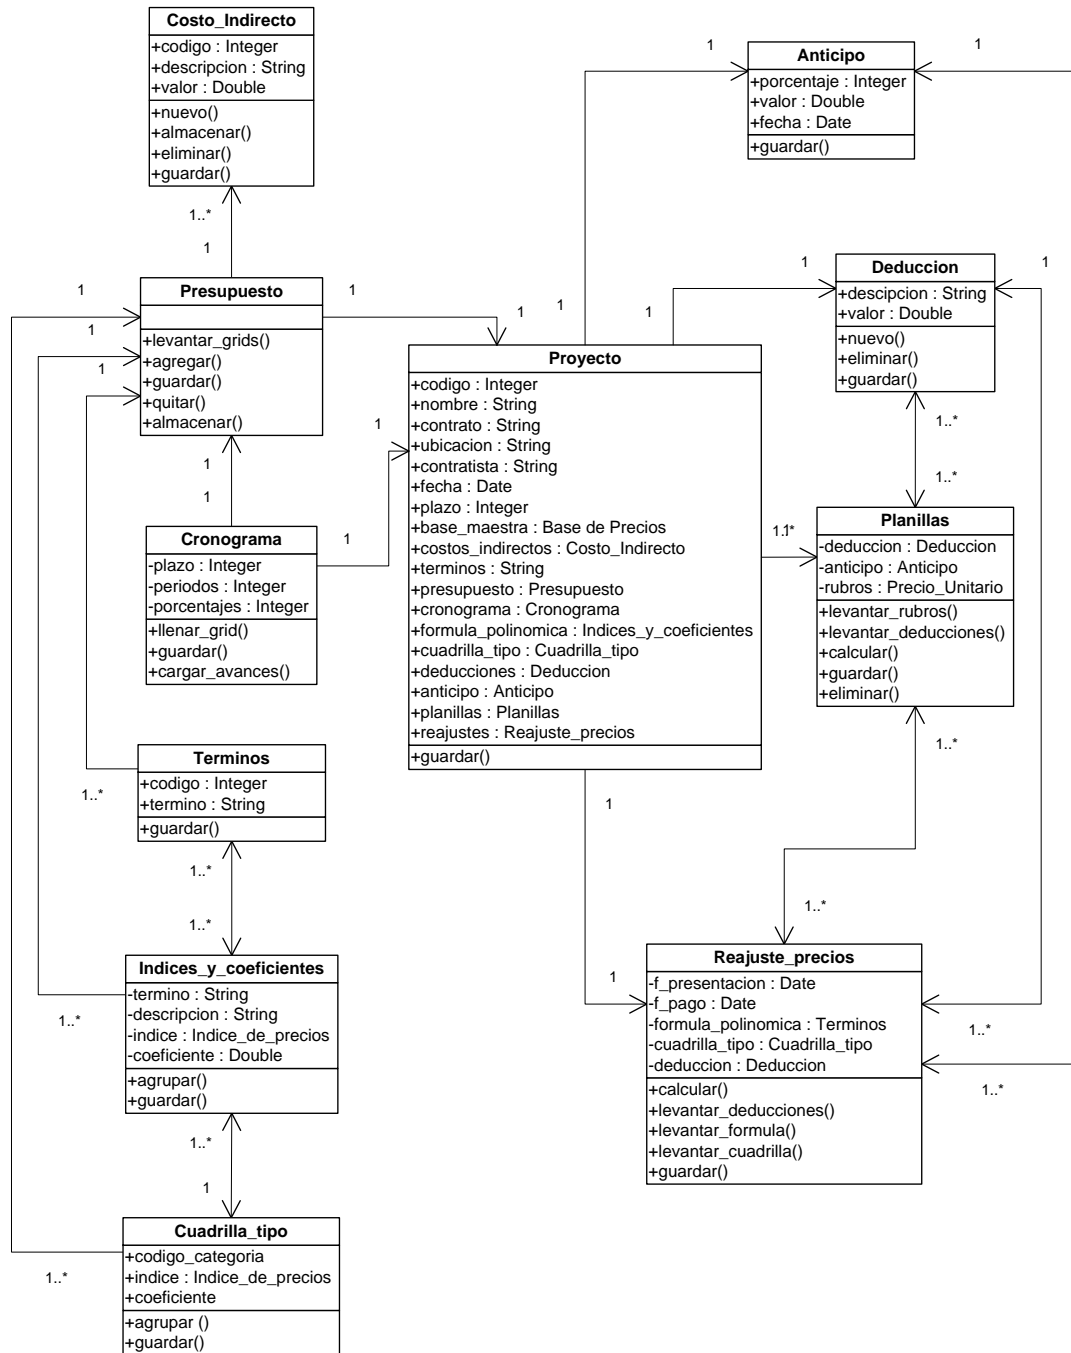 Costo_Indirecto
+codigo : Integer
+descripcion : String
+valor : Double
+nuevo()
+almacenar()
+eliminar()
+guardar()
1..*
1
1
Anticipo
+porcentaje : Integer
+valor : Double
+fecha : Date
+guardar()
1
1
Presupuesto
+levantar_grids()
+agregar()
+guardar()
+quitar()
+almacenar()
1
1
1
1
1
1
1
1
1
Deduccion
+descipcion : String
+valor : Double
+nuevo()
+eliminar()
+guardar()
1
1
1..*
1..*
Proyecto
+codigo : Integer
+nombre : String
+contrato : String
+ubicacion : String
+contratista : String
+fecha : Date
+plazo : Integer
+base_maestra : Base de Precios
+costos_indirectos : Costo_Indirecto
+terminos : String
+presupuesto : Presupuesto
+cronograma : Cronograma
+formula_polinomica : Indices_y_coeficientes
+cuadrilla_tipo : Cuadrilla_tipo
+deducciones : Deduccion
+anticipo : Anticipo
+planillas : Planillas
+reajustes : Reajuste_precios
+guardar()
1
1
Cronograma
-plazo : Integer
-periodos : Integer
-porcentajes : Integer
+llenar_grid()
+guardar()
+cargar_avances()
1
Planillas
-deduccion : Deduccion
-anticipo : Anticipo
-rubros : Precio_Unitario
+levantar_rubros()
+levantar_deducciones()
+calcular()
+guardar()
+eliminar()
1..*
Terminos
+codigo : Integer
+termino : String
+guardar()
1..*
1..*
1..*
1
1..*
Indices_y_coeficientes
-termino : String
-descripcion : String
-indice : Indice_de_precios
-coeficiente : Double
+agrupar()
+guardar()
1..*
1..*
1
Reajuste_precios
-f_presentacion : Date
-f_pago : Date
-formula_polinomica : Terminos
-cuadrilla_tipo : Cuadrilla_tipo
-deduccion : Deduccion
+calcular()
+levantar_deducciones()
+levantar_formula()
+levantar_cuadrilla()
+guardar()
1
1..*
1..*
Cuadrilla_tipo
+codigo_categoria
+indice : Indice_de_precios
+coeficiente
+agrupar ()
+guardar()
1..*